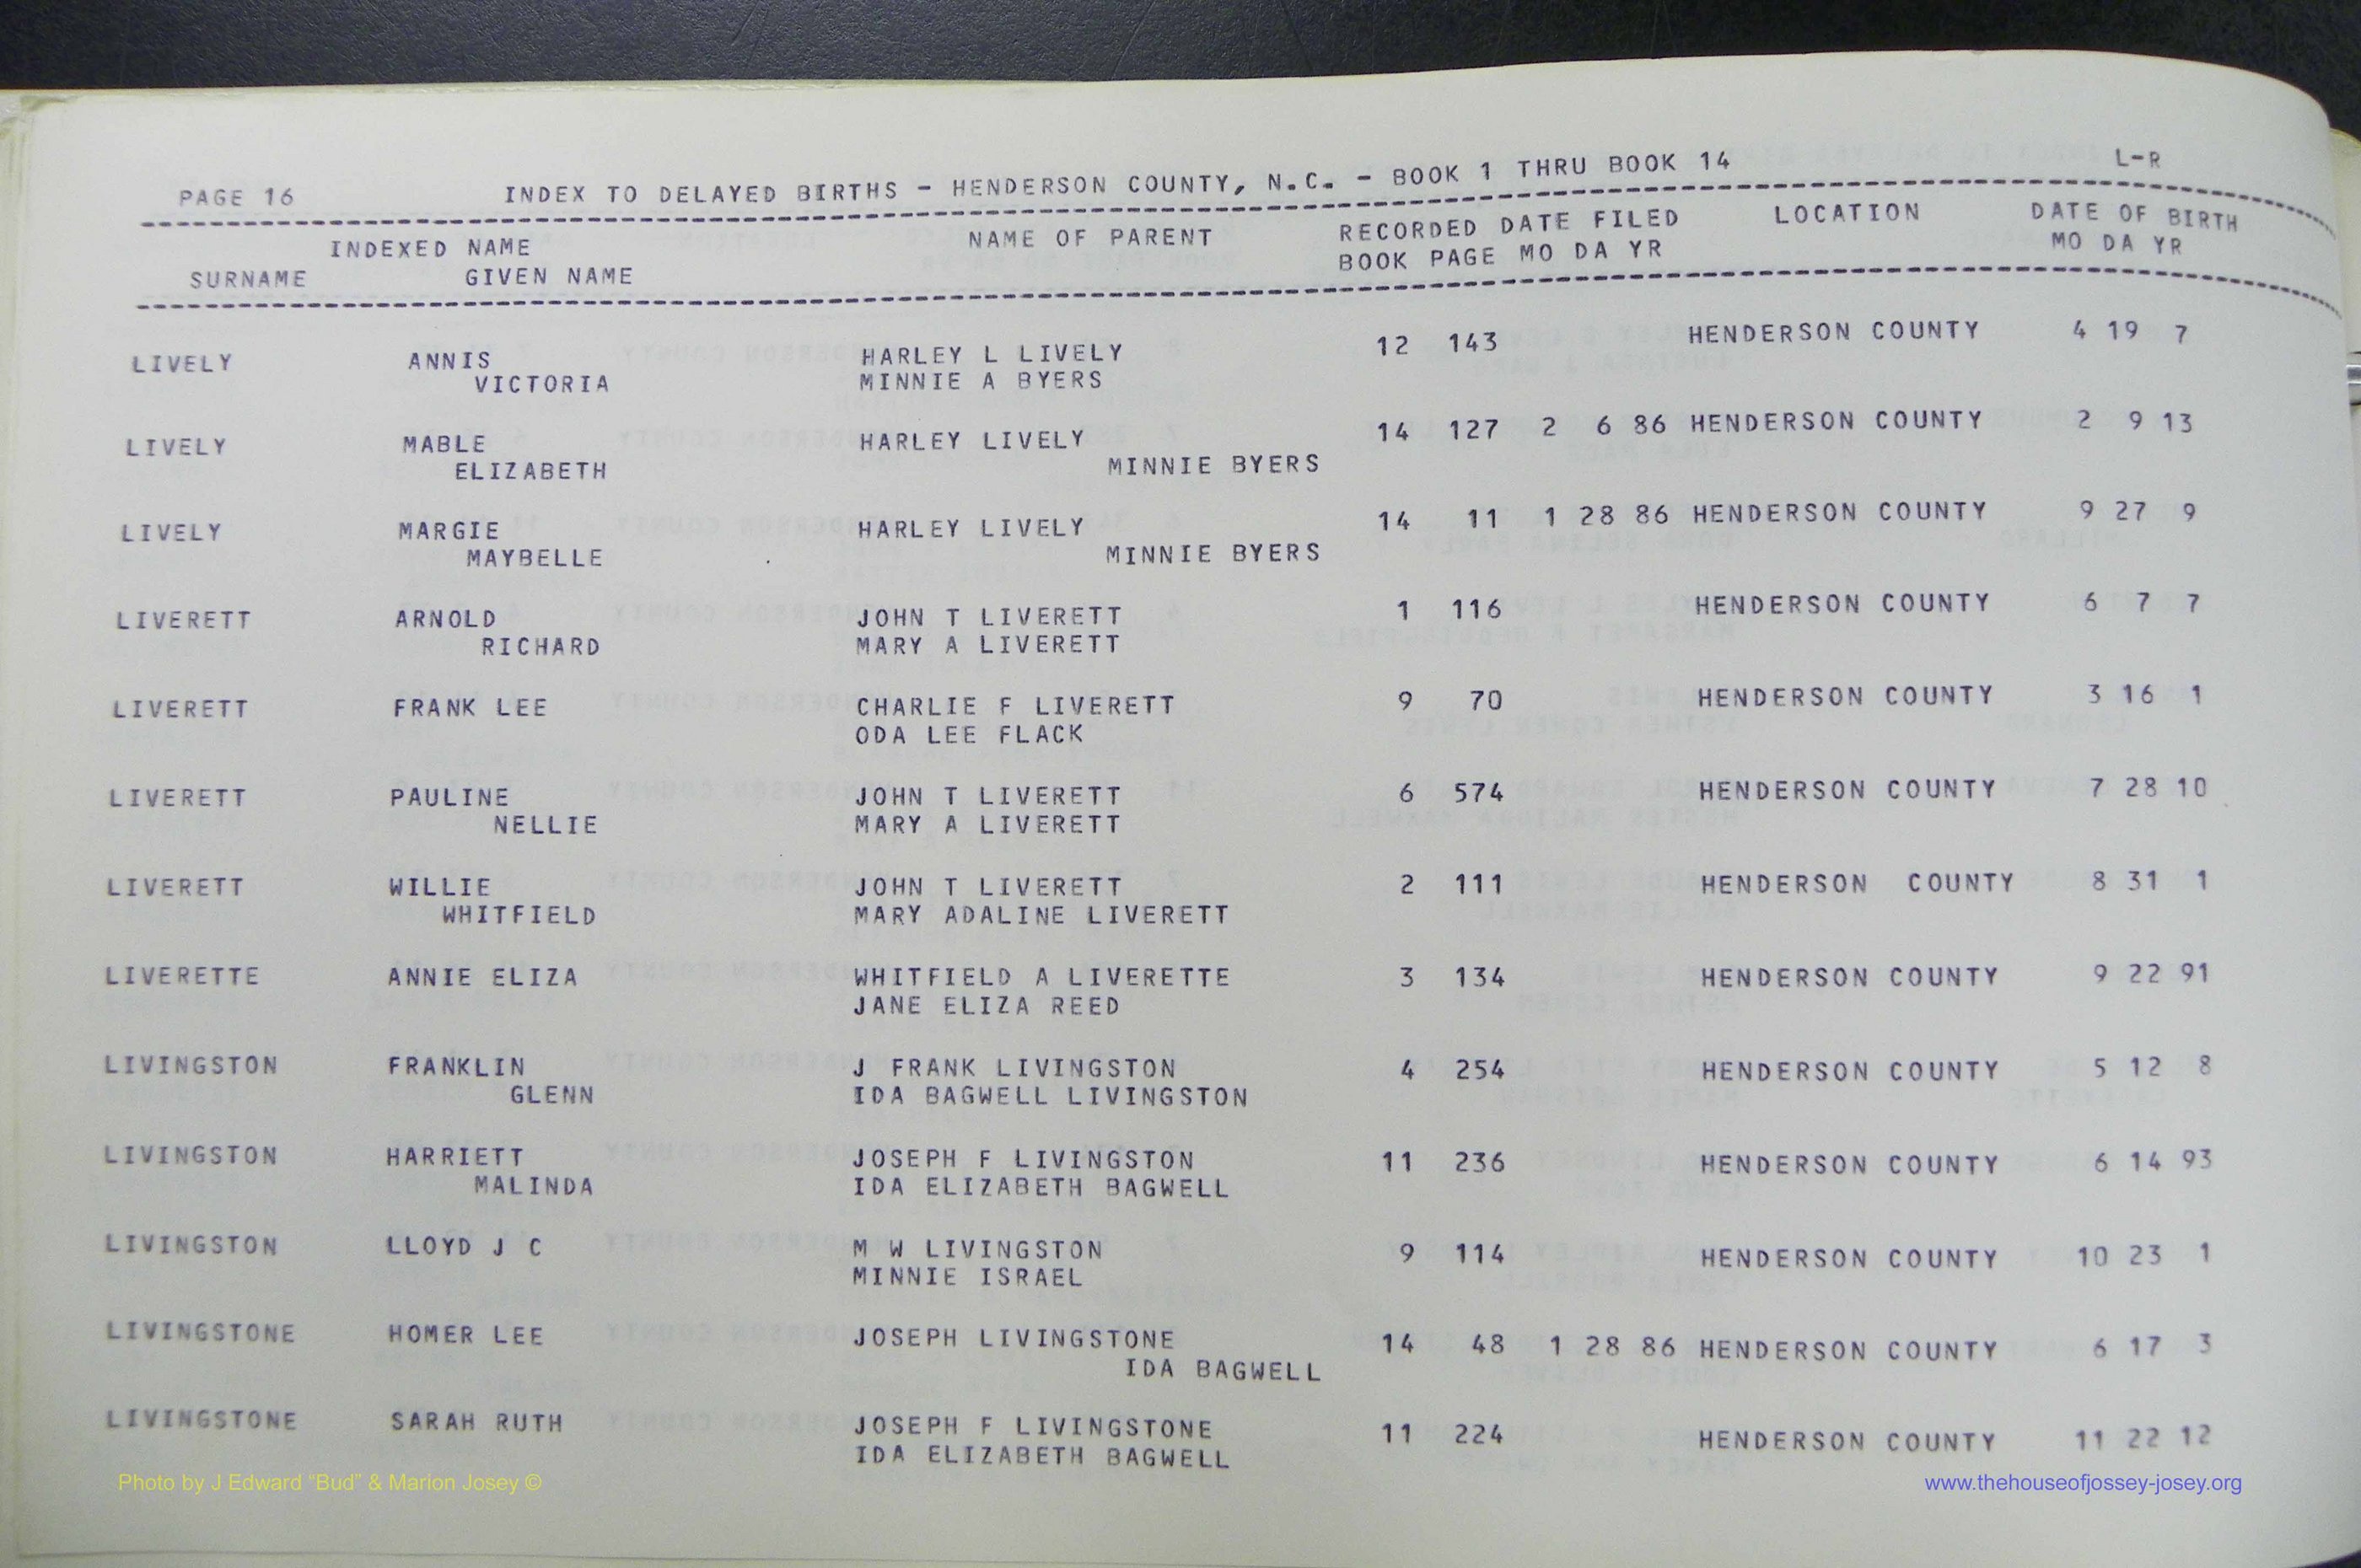 PAGE 16 INDEX TO DELAYED BIRTHS - HENDERSON COUNTY, N.C. - BOOK 1 THRU BOOK 14 L-R
INDEXED NAME NAME OF PARENT RECORDED DATE FILED LOCATION DATE OF BIRTH
SURNAME GIVEN NAME BOOK PAGE MO DA YR MO DA YR
LIVELY ANNIS HARLEY L LIVELY 12 143 HENDERSON COUNTY 4 19 7
VICTORIA MINNIE A BYERS
LIVELY MABLE HARLEY LIVELY 14 127 2 6 86 HENDERSON COUNTY 2 9 13
ELIZABETH MINNIE BYERS
LIVELY MARGIE HARLEY LIVELY 14 11 1 28 86 HENDERSON COUNTY 9 27 9
MAYBELLE MINNIE BYERS
LIVERETT ARNOLD JOHN T LIVERETT 1 116 HENDERSON COUNTY 6 7 7
RICHARD MARY A LIVERETT
LIVERETT FRANK LEE CHARLIE F LIVERETT 9 70 HENDERSON COUNTY 3 16 1
ODA LEE FLACK
LIVERETT PAULINE JOHN T LIVERETT 6 574 HENDERSON COUNTY 7 28 10
NELLIE MARY A LIVERETT
LIVERETT WILLIE JOHN T LIVERETT 2 111 HENDERSON COUNTY 8 31 1
WHITFIELD MARY ADALINE LIVERETT
LIVERETTE ANNIE ELIZA WHITFIELD A LIVERETTE 3 134 HENDERSON COUNTY 9 22 91
JANE ELIZA REED
LIVINGSTON FRANKLIN J FRANK LIVINGSTON 4 254 HENDERSON COUNTY 5 12 8
GLENN IDA BAGWELL LIVINGSTON
LIVINGSTON HARRIETT JOSEPH F LIVINGSTON 11 236 HENDERSON COUNTY 6 14 93
MALINDA IDA ELIZABETH BAGWELL
LIVINGSTON LLOYD J C M W LIVINGSTON 9 114 HENDERSON COUNTY 10 23 1
MINNIE ISRAEL
LIVINGSTONE HOMER LEE JOSEPH LIVINGSTONE 14 48 1 28 86 HENDERSON COUNTY 6 17 3
IDA BAGWELL
LIVINGSTONE SARAH RUTH JOSEPH F LIVINGSTONE 11 224 HENDERSON COUNTY 11 22 12
IDA ELIZABETH BAGWELL
Photo by J Edward “Bud” & Marion Josey © www.thehouseofjossey-josey.org